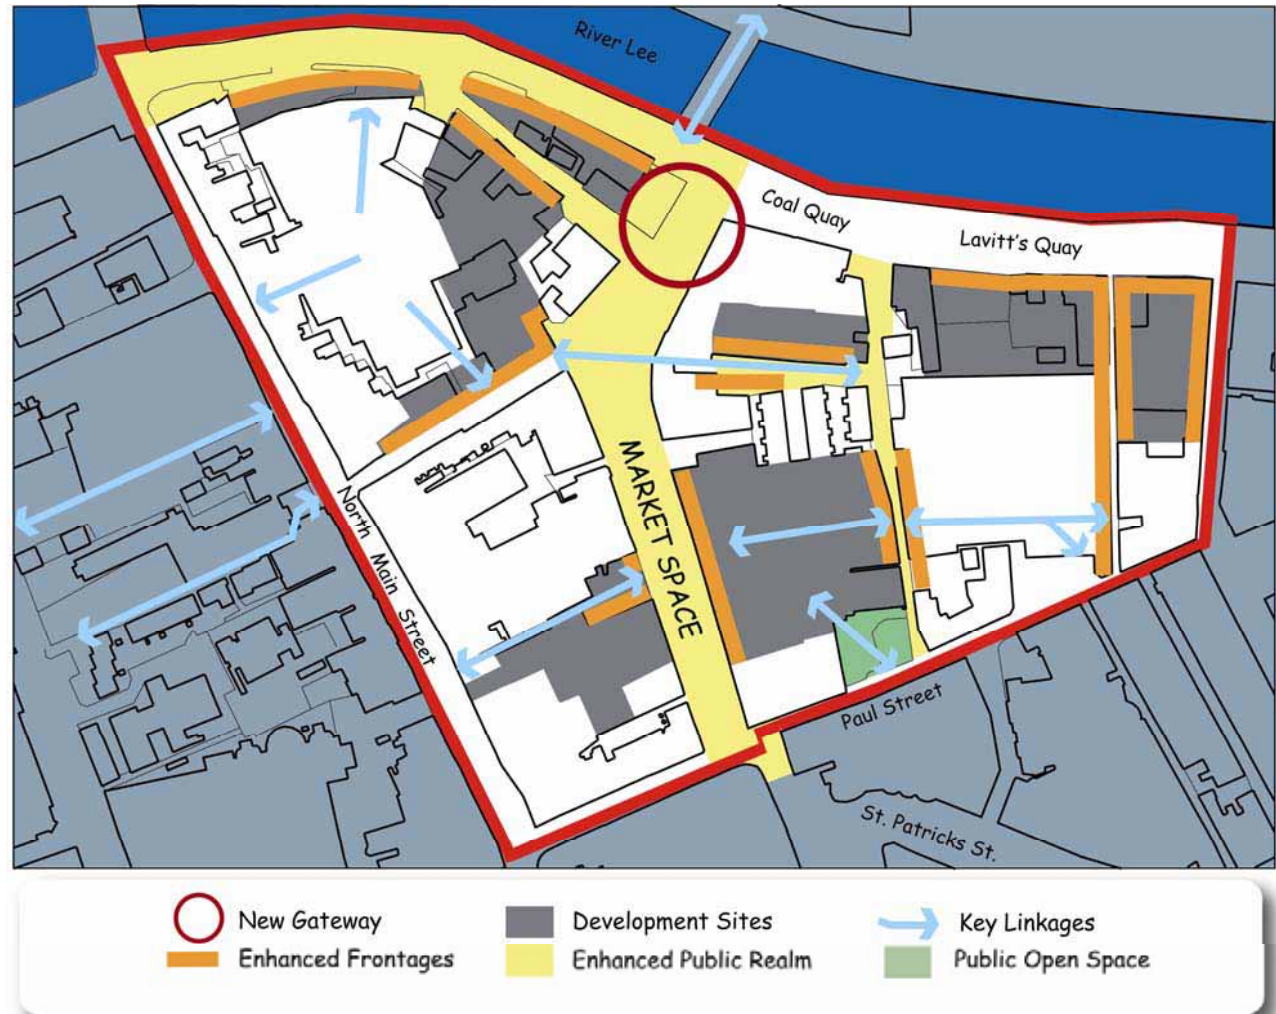 River Lee
Coal Quay
Lavitt's Quay
MARKET SPACE
North Main Street
Paul Street
St. Patricks St.
New Gateway
Development Sites
Key Linkages
Enhanced Frontages
Enhanced Public Realm
Public Open Space